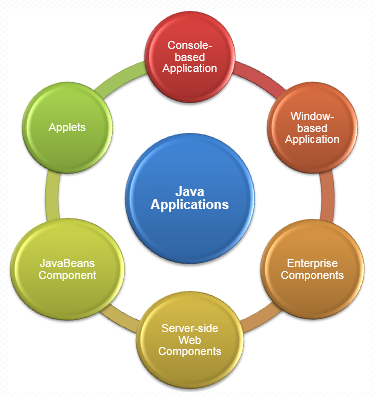 Console-
based
Application
Window-
based
Application
Enterprise
Components
Server-side
Web
Components
JavaBeans
Component
Applets
Java
Applications